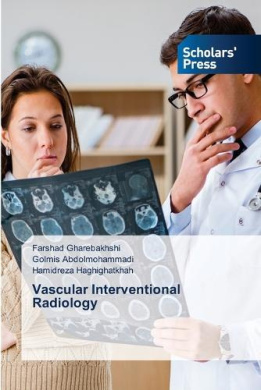 Scholars'
Press
Farshad Gharebakhshi
Golmis Abdolmohammadi
Hamidreza Haghighatkhah
Vascular Interventional
Radiology